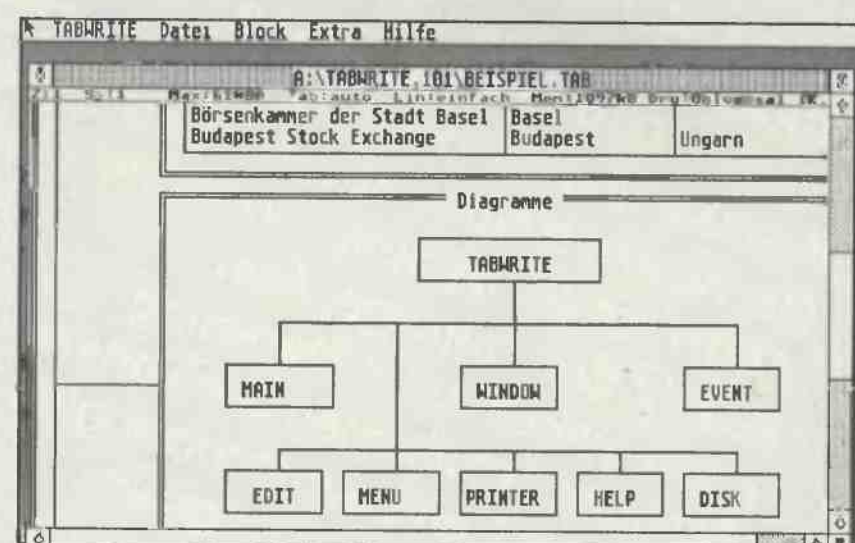 TABWRITE Datei Block Extra Hilfe
A:\TABWRITE.101\BEISPIEL.TAB
Börsenkammer der Stadt Basel Basel
Budapest Stock Exchange Budapest Ungarn
Diagramme
TABWRITE
MAIN WINDOW EVENT
EDIT MENU PRINTER HELP DISK